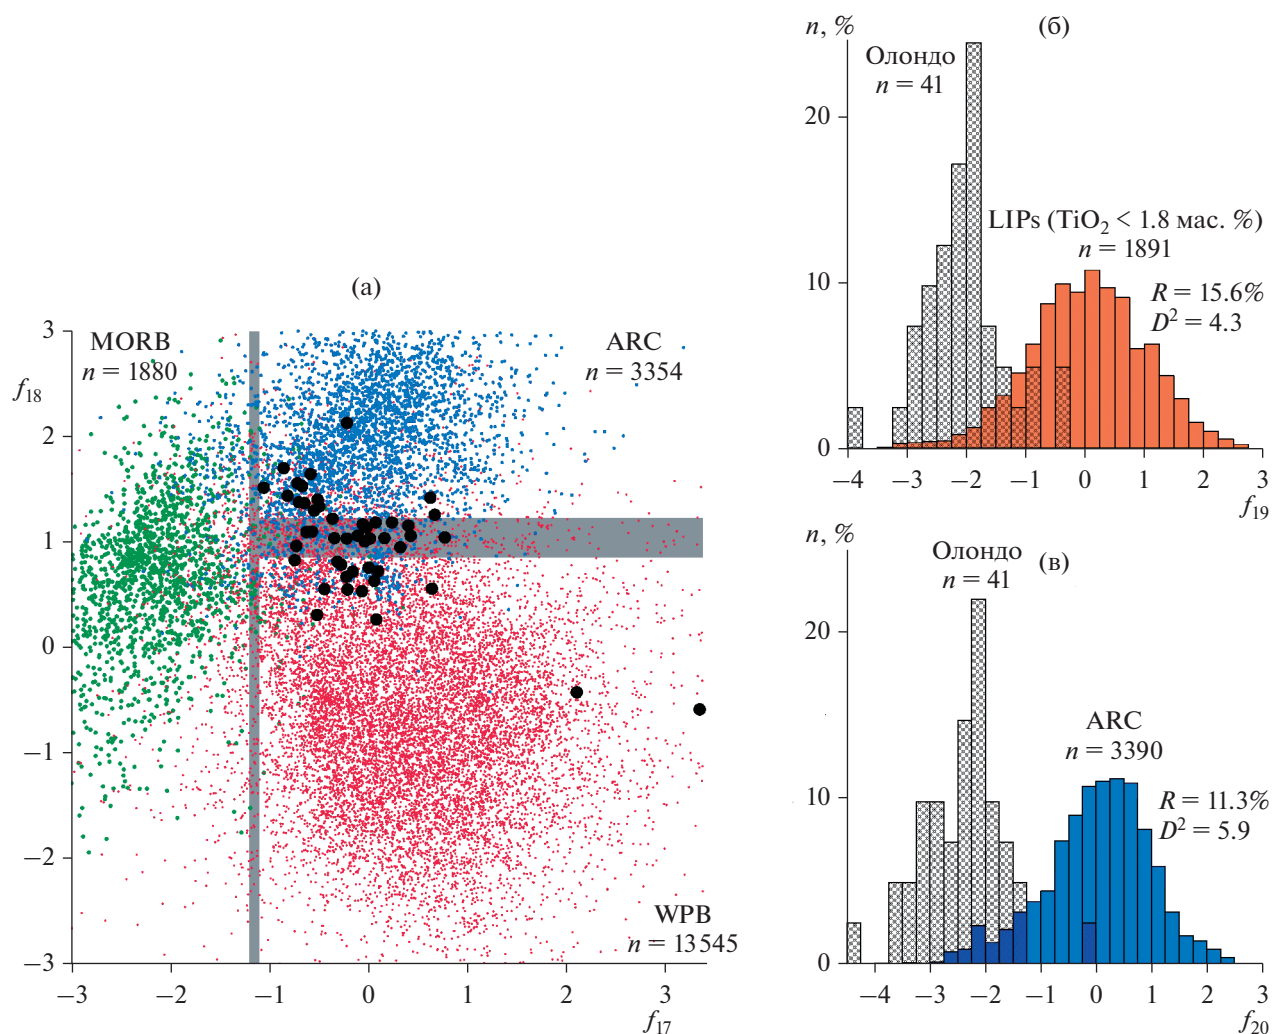 (а)
3
MORB
n = 1880
ARC
n = 3354
f18
2
1
0
−1
−2
WPB
n = 13545
−3
−3
−2
−1
0
1
2
3
f17
(б)
n, %
Олондо
n = 41
20
LIPs (TiO2 < 1.8 мас. %)
n = 1891
10
R = 15.6%
D² = 4.3
0
−4
−3
−2
−1
0
1
2
3
f19
n, %
(в)
Олондо
n = 41
20
ARC
n = 3390
10
R = 11.3%
D² = 5.9
0
−4
−3
−2
−1
0
1
2
3
f20